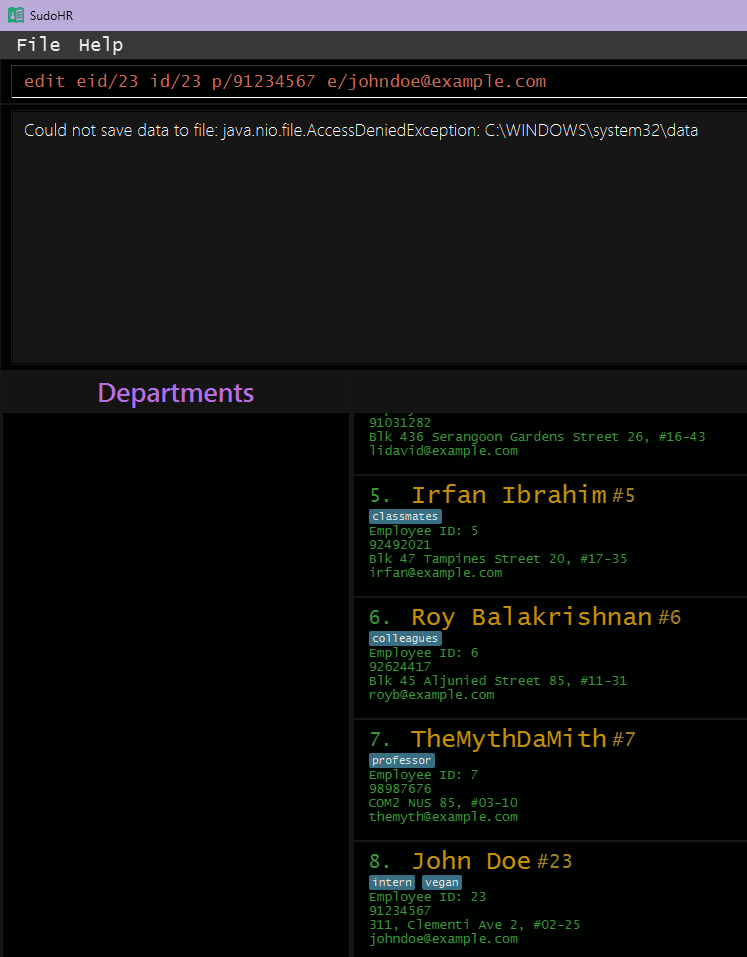 SudoHR
File Help
edit eid/23 id/23 p/91234567 e/johndoe@example.com
Could not save data to file: java.nio.file.AccessDeniedException: C:\WINDOWS\system32\data
Departments
91031282
Blk 436 Serangoon Gardens Street 26, #16-43
lidavid@example.com
5. Irfan Ibrahim #5
classmates
Employee ID: 5
92492021
Blk 47 Tampines Street 20, #17-35
irfan@example.com
6. Roy Balakrishnan #6
colleagues
Employee ID: 6
92624417
Blk 45 Aljunied Street 85, #11-31
royb@example.com
7. TheMythDaMith #7
professor
Employee ID: 7
98987676
COM2 NUS 85, #03-10
themyth@example.com
8. John Doe #23
intern vegan
Employee ID: 23
91234567
311, Clementi Ave 2, #02-25
johndoe@example.com